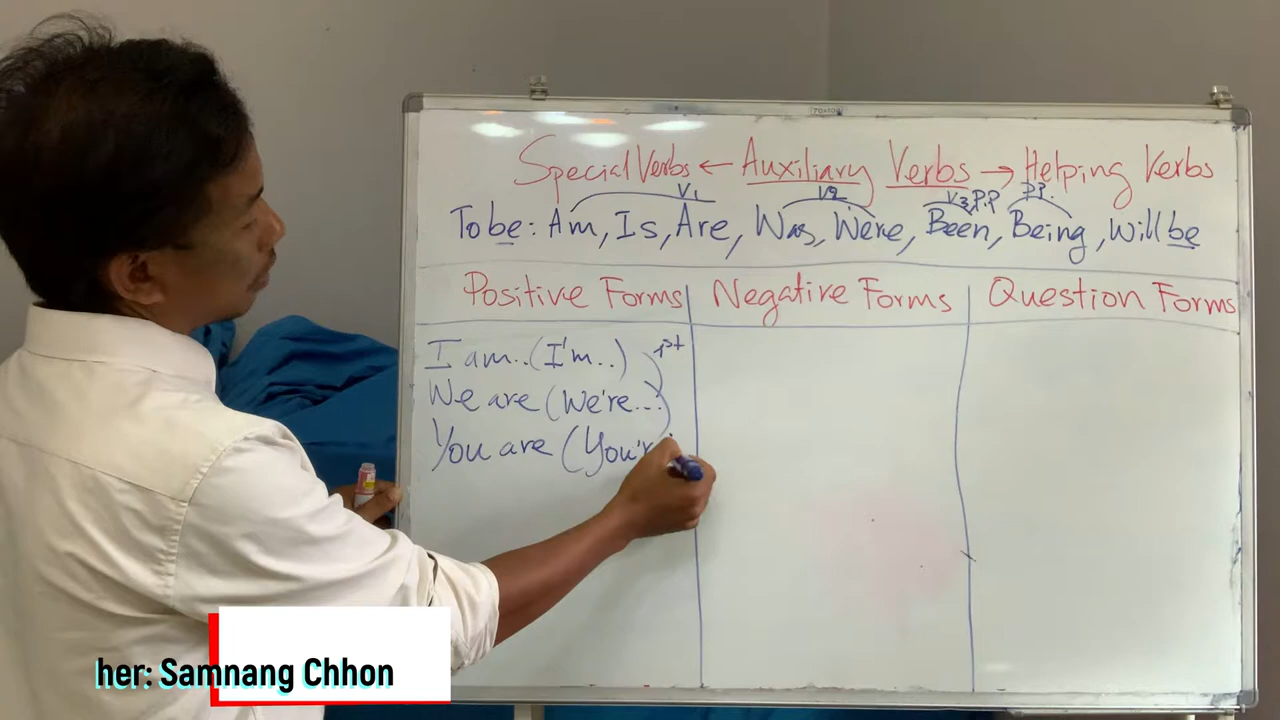 Special Verbs ← Auxiliary Verbs → Helping Verbs
V1 V2 V3, P.P P.P.
To be: Am, Is, Are, Was, Were, Been, Being, Will be
Positive Forms Negative Forms Question Forms
I am.. (I'm..) 1st
We are (We're...
You are (You'r
her: Samnang Chhon